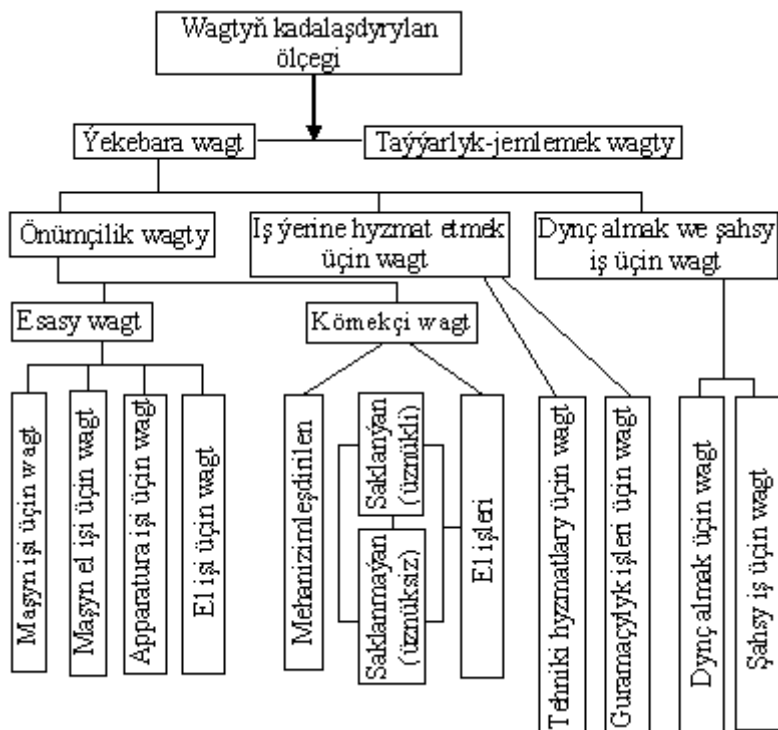 Wagtyň kadalaşdyrylan
ölçegi
Ýekebara wagt
Taýýarlyk-jemlemek wagty
Önümçilik wagty
Iş ýerine hyzmat etmek
üçin wagt
Dynç almak we şahsy
iş üçin wagt
Esasy wagt
Kömekçi wagt
Maşyn işi üçin wagt
Maşyn el işi üçin wagt
Apparatura işi üçin wagt
El işi üçin wagt
Mehanizimleşdirilen
Saklanýan
(üznükli)
Saklanmaýan
(üznüksiz)
El işleri
Tehniki hyzmatlary üçin wagt
Guramaçylyk işleri üçin wagt
Dynç almak üçin wagt
Şahsy iş üçin wagt